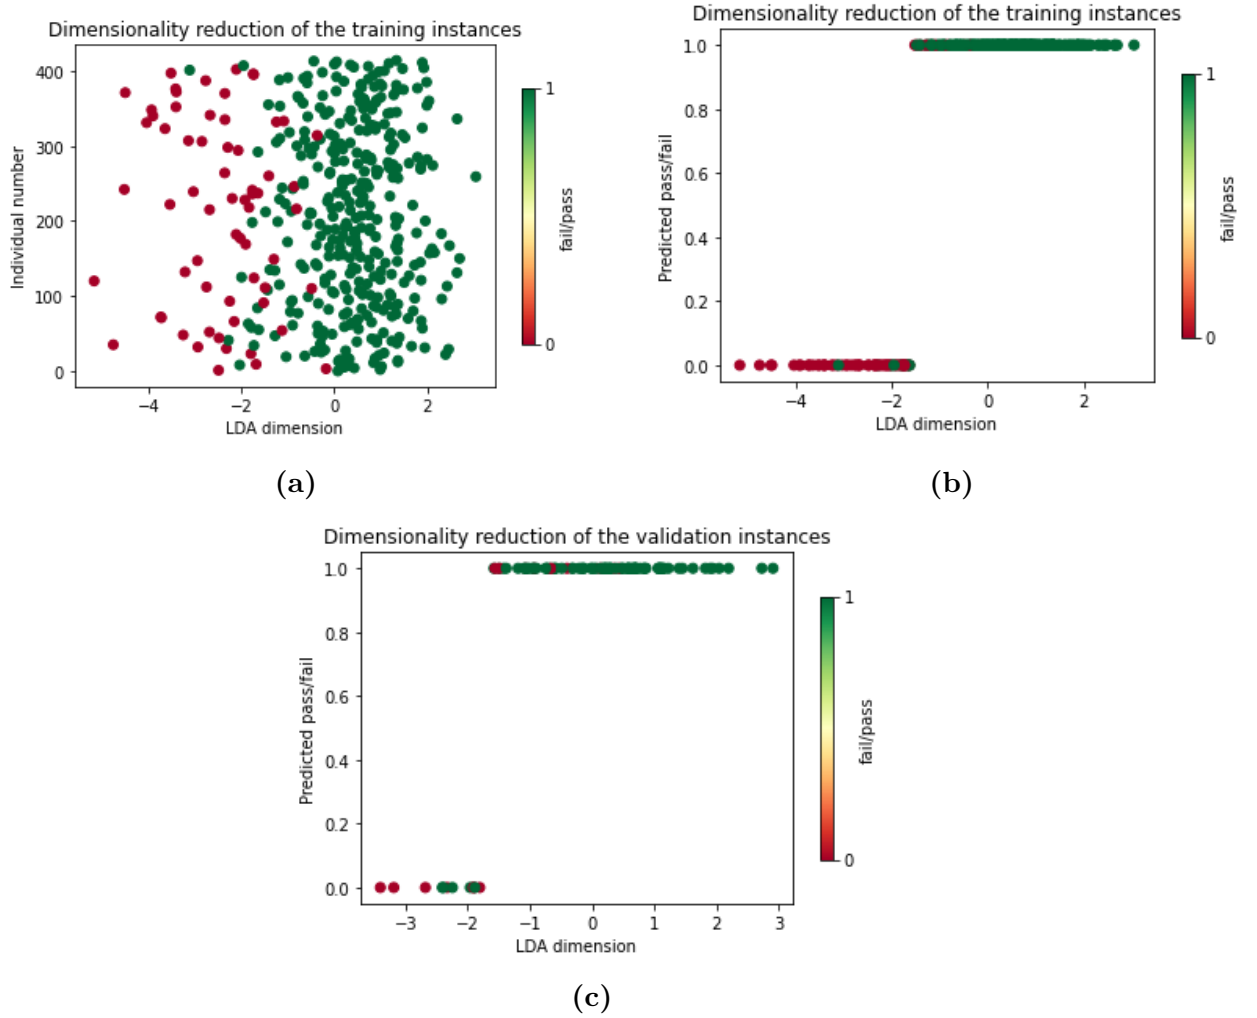 Dimensionality reduction of the training instances
400
300
200
100
0
−4
−2
0
2
Individual number
LDA dimension
1
0
fail/pass
(a)
Dimensionality reduction of the training instances
1.0
0.8
0.6
0.4
0.2
0.0
−4
−2
0
2
Predicted pass/fail
LDA dimension
1
0
fail/pass
(b)
Dimensionality reduction of the validation instances
1.0
0.8
0.6
0.4
0.2
0.0
−3
−2
−1
0
1
2
3
Predicted pass/fail
LDA dimension
1
0
fail/pass
(c)